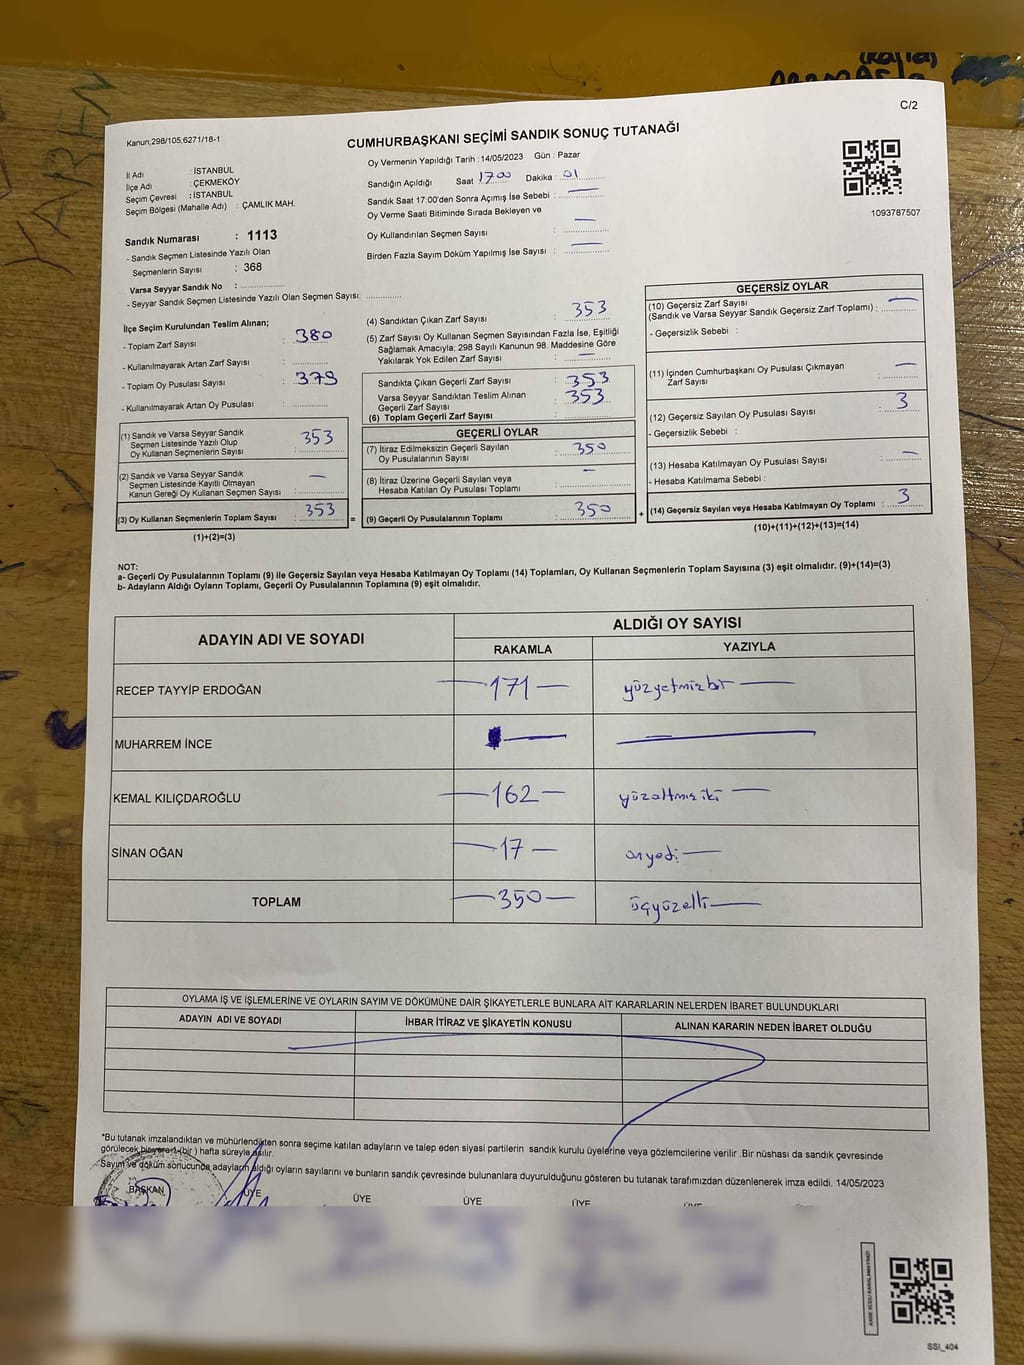 (Rafia)
C/2
Kanun;298/105;6271/18-1
CUMHURBAŞKANI SEÇİMİ SANDIK SONUÇ TUTANAĞI
İl Adı : İSTANBUL
İlçe Adı : ÇEKMEKÖY
Seçim Çevresi : İSTANBUL
Seçim Bölgesi (Mahalle Adı) : ÇAMLIK MAH.
Oy Vermenin Yapıldığı Tarih : 14/05/2023 Gün : Pazar
Sandığın Açıldığı Saat 17 00 Dakika : 01
Sandık Saat 17:00'den Sonra Açımış İse Sebebi : —
Oy Verme Saati Bitiminde Sırada Bekleyen ve
Oy Kullandırılan Seçmen Sayısı : —
Birden Fazla Sayım Döküm Yapılmış İse Sayısı : —
1093787507
Sandık Numarası : 1113
- Sandık Seçmen Listesinde Yazılı Olan
Seçmenlerin Sayısı : 368
Varsa Seyyar Sandık No :
- Seyyar Sandık Seçmen Listesinde Yazılı Olan Seçmen Sayısı:
İlçe Seçim Kurulundan Teslim Alınan;
- Toplam Zarf Sayısı : 380
- Kullanılmayarak Artan Zarf Sayısı :
- Toplam Oy Pusulası Sayısı : 379
- Kullanılmayarak Artan Oy Pusulası :
(1) Sandık ve Varsa Seyyar Sandık
Seçmen Listesinde Yazılı Olup
Oy Kullanan Seçmenlerin Sayısı : 353
(2) Sandık ve Varsa Seyyar Sandık
Seçmen Listesinde Kayıtlı Olmayan
Kanun Gereği Oy Kullanan Seçmen Sayısı : —
(3) Oy Kullanan Seçmenlerin Toplam Sayısı : 353
(1)+(2)=(3)
=
(4) Sandıktan Çıkan Zarf Sayısı : 353
(5) Zarf Sayısı Oy Kullanan Seçmen Sayısından Fazla İse, Eşitliği
Sağlamak Amacıyla; 298 Sayılı Kanunun 98. Maddesine Göre
Yakılarak Yok Edilen Zarf Sayısı : —
Sandıkta Çıkan Geçerli Zarf Sayısı : 353
Varsa Seyyar Sandıktan Teslim Alınan
Geçerli Zarf Sayısı : 353
(6) Toplam Geçerli Zarf Sayısı :
GEÇERLİ OYLAR
(7) İtiraz Edilmeksizin Geçerli Sayılan
Oy Pusulalarının Sayısı : 350
(8) İtiraz Üzerine Geçerli Sayılan veya
Hesaba Katılan Oy Pusulası Toplamı : —
(9) Geçerli Oy Pusulalarının Toplamı : 350
+
GEÇERSİZ OYLAR
(10) Geçersiz Zarf Sayısı
(Sandık ve Varsa Seyyar Sandık Geçersiz Zarf Toplamı) : —
- Geçersizlik Sebebi :
(11) İçinden Cumhurbaşkanı Oy Pusulası Çıkmayan
Zarf Sayısı : —
(12) Geçersiz Sayılan Oy Pusulası Sayısı : 3
- Geçersizlik Sebebi :
(13) Hesaba Katılmayan Oy Pusulası Sayısı : —
- Hesaba Katılmama Sebebi :
(14) Geçersiz Sayılan veya Hesaba Katılmayan Oy Toplamı : 3
(10)+(11)+(12)+(13)=(14)
NOT:
a- Geçerli Oy Pusulalarının Toplamı (9) ile Geçersiz Sayılan veya Hesaba Katılmayan Oy Toplamı (14) Toplamları, Oy Kullanan Seçmenlerin Toplam Sayısına (3) eşit olmalıdır. (9)+(14)=(3)
b- Adayların Aldığı Oyların Toplamı, Geçerli Oy Pusulalarının Toplamına (9) eşit olmalıdır.
ADAYIN ADI VE SOYADI ALDIĞI OY SAYISI
RAKAMLA YAZIYLA
RECEP TAYYİP ERDOĞAN —171— yüzyetmişbir—
MUHARREM İNCE — —
KEMAL KILIÇDAROĞLU —162— yüzaltmışiki —
SİNAN OĞAN —17— onyedi —
TOPLAM —350— üçyüzelli—
OYLAMA İŞ VE İŞLEMLERİNE VE OYLARIN SAYIM VE DÖKÜMÜNE DAİR ŞİKAYETLERLE BUNLARA AİT KARARLARIN NELERDEN İBARET BULUNDUKLARI
ADAYIN ADI VE SOYADI İHBAR İTİRAZ VE ŞİKAYETİN KONUSU ALINAN KARARIN NEDEN İBARET OLDUĞU
*Bu tutanak imzalandıktan ve mühürlendikten sonra seçime katılan adayların ve talep eden siyasi partilerin sandık kurulu üyelerine veya gözlemcilerine verilir .Bir nüshası da sandık çevresinde
görülecek bir yere 1 (bir ) hafta süreyle asılır.
Sayım ve döküm sonucunda adayların aldığı oyların sayılarını ve bunların sandık çevresinde bulunanlara duyurulduğunu gösteren bu tutanak tarafımızdan düzenlenerek imza edildi. 14/05/2023
BAŞKAN ÜYE ÜYE ÜYE ÜYE ÜYE ÜYE
SSI_404